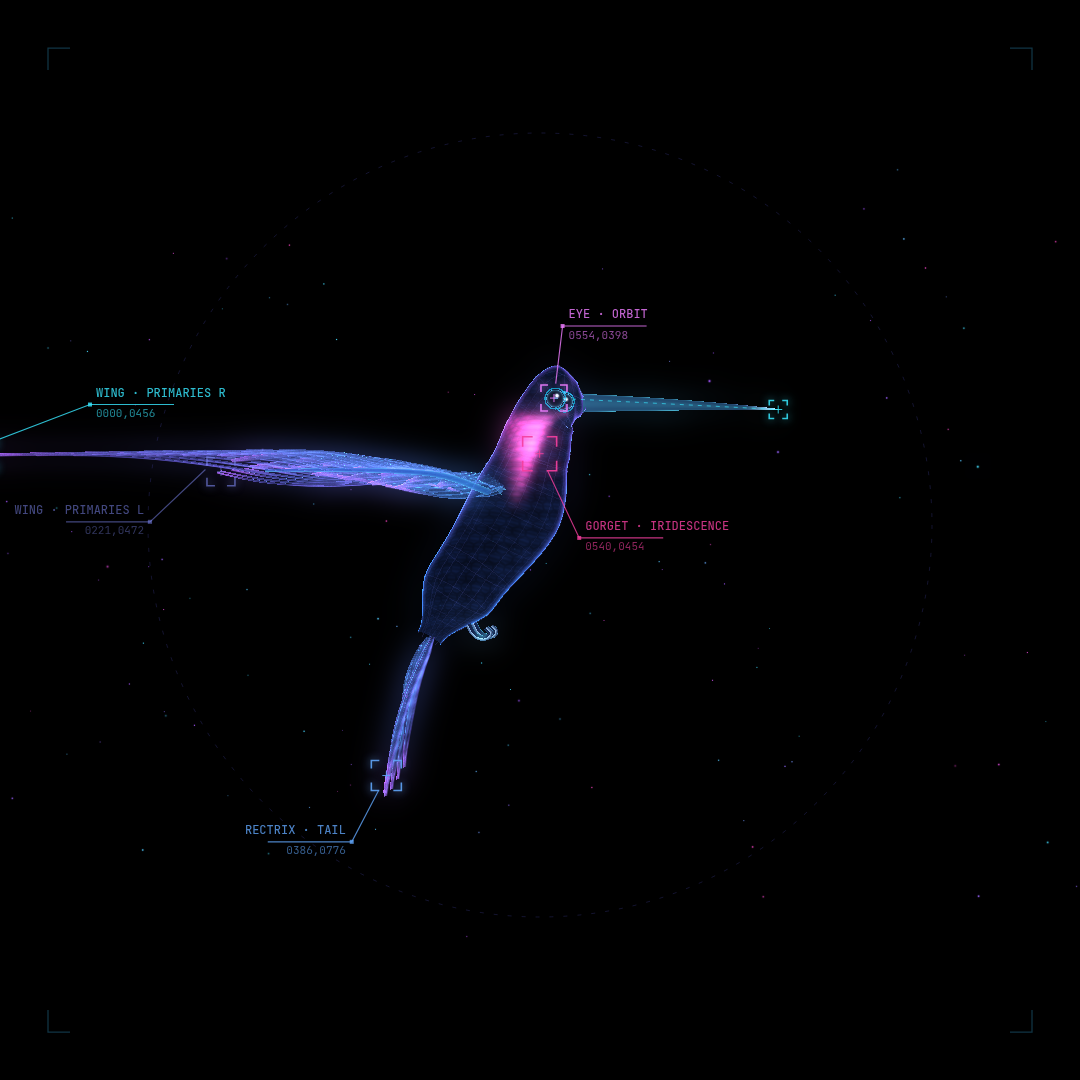 EYE · ORBIT
0554,0398
WING · PRIMARIES R
0000,0456
WING · PRIMARIES L
0221,0472
GORGET · IRIDESCENCE
0540,0454
RECTRIX · TAIL
0386,0776